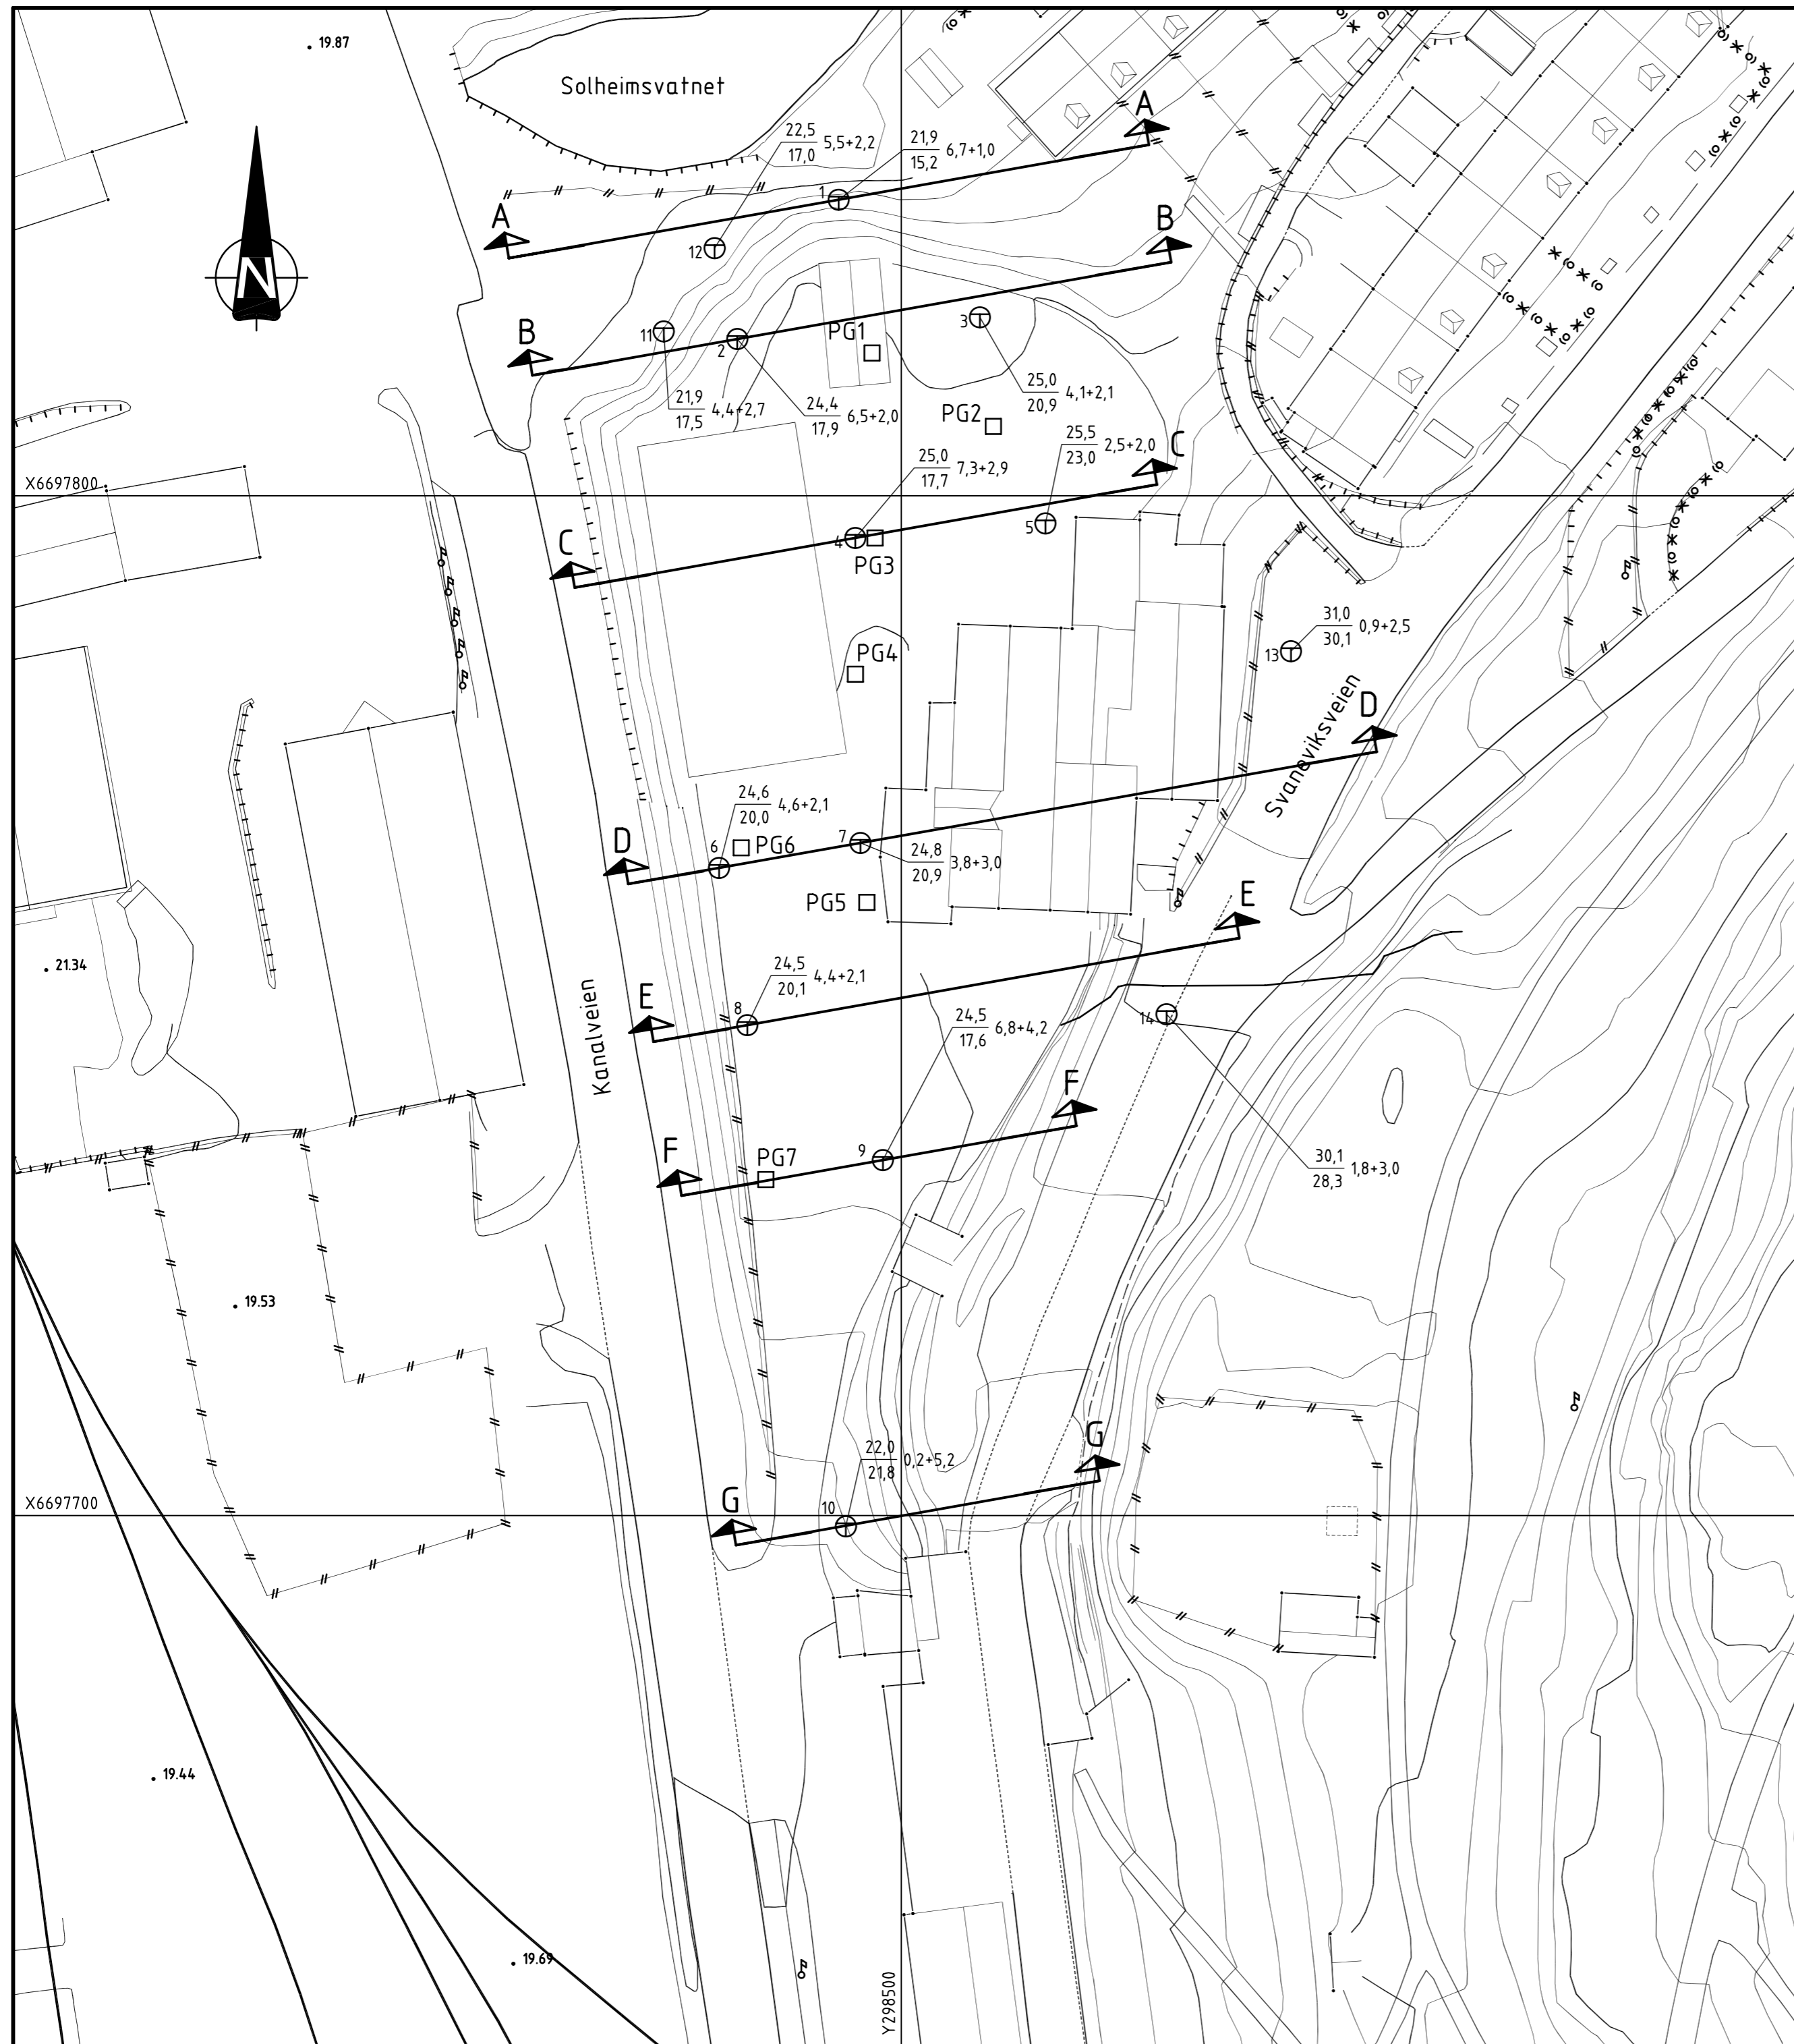 19.87
Solheimsvatnet
A
22,5
17,0 5,5+2,2
21,9
15,2 6,7+1,0
1
A
12
B
N
B
11
2
PG1
3
21,9
17,5 4,4+2,7
24,4
17,9 6,5+2,0
25,0
20,9 4,1+2,1
PG2
25,5
23,0 2,5+2,0
C
25,0
17,7 7,3+2,9
X6697800
C
4
PG3
5
31,0
30,1 0,9+2,5
13
PG4
Svaneviksveien
D
24,6
20,0 4,6+2,1
D
6
PG6
7
24,8
20,9 3,8+3,0
PG5
E
21.34
24,5
20,1 4,4+2,1
Kanalveien
E
8
24,5
17,6 6,8+4,2
14
F
F
PG7
9
30,1
28,3 1,8+3,0
19.53
22,0
21,8 0,2+5,2
G
X6697700
G
10
19.44
19.69
Y298500